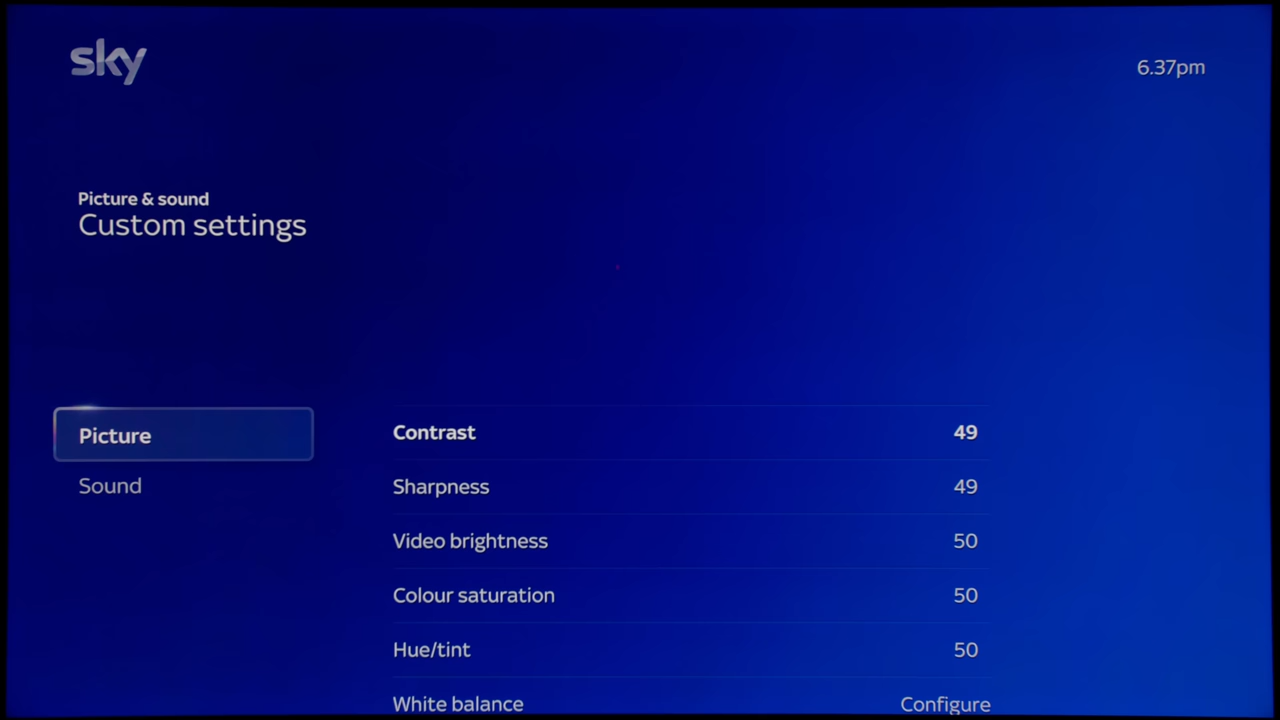 sky
6.37pm
Picture & sound
Custom settings
Picture
Sound
Contrast 49
Sharpness 49
Video brightness 50
Colour saturation 50
Hue/tint 50
White balance Configure